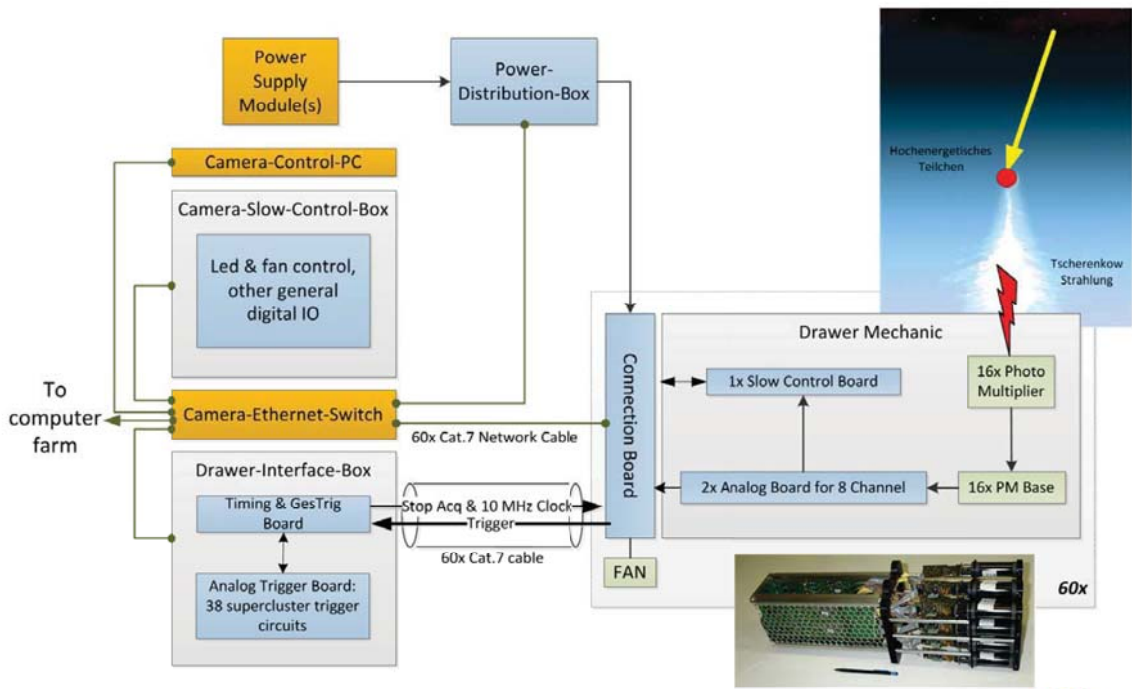 Power
Supply
Module(s)
Power-
Distribution-Box
Hochenergetisches
Teilchen
Tscherenkow
Strahlung
Camera-Control-PC
Camera-Slow-Control-Box
Led & fan control,
other general
digital IO
To
computer
farm
Camera-Ethernet-Switch
60x Cat.7 Network Cable
Drawer-Interface-Box
Timing & GesTrig
Board
Stop Acq & 10 MHz Clock
Trigger
60x Cat.7 cable
Analog Trigger Board:
38 supercluster trigger
circuits
Connection Board
FAN
Drawer Mechanic
1x Slow Control Board
16x Photo
Multiplier
2x Analog Board for 8 Channel
16x PM Base
60x